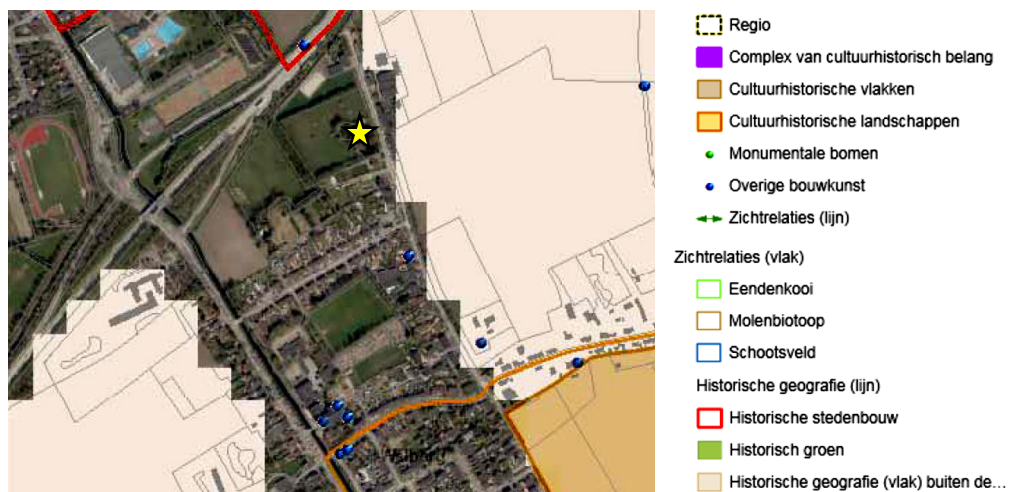 Regio
Complex van cultuurhistorisch belang
Cultuurhistorische vlakken
Cultuurhistorische landschappen
Monumentale bomen
Overige bouwkunst
Zichtrelaties (lijn)
Zichtrelaties (vlak)
Eendenkooi
Molenbiotoop
Schootsveld
Historische geografie (lijn)
Historische stedenbouw
Historisch groen
Historische geografie (vlak) buiten de...